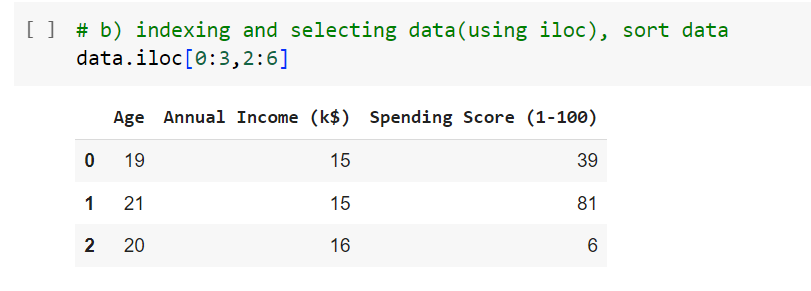 [ ] # b) indexing and selecting data(using iloc), sort data
data.iloc[0:3,2:6]
Age Annual Income (k$) Spending Score (1-100)
0 19 15 39
1 21 15 81
2 20 16 6